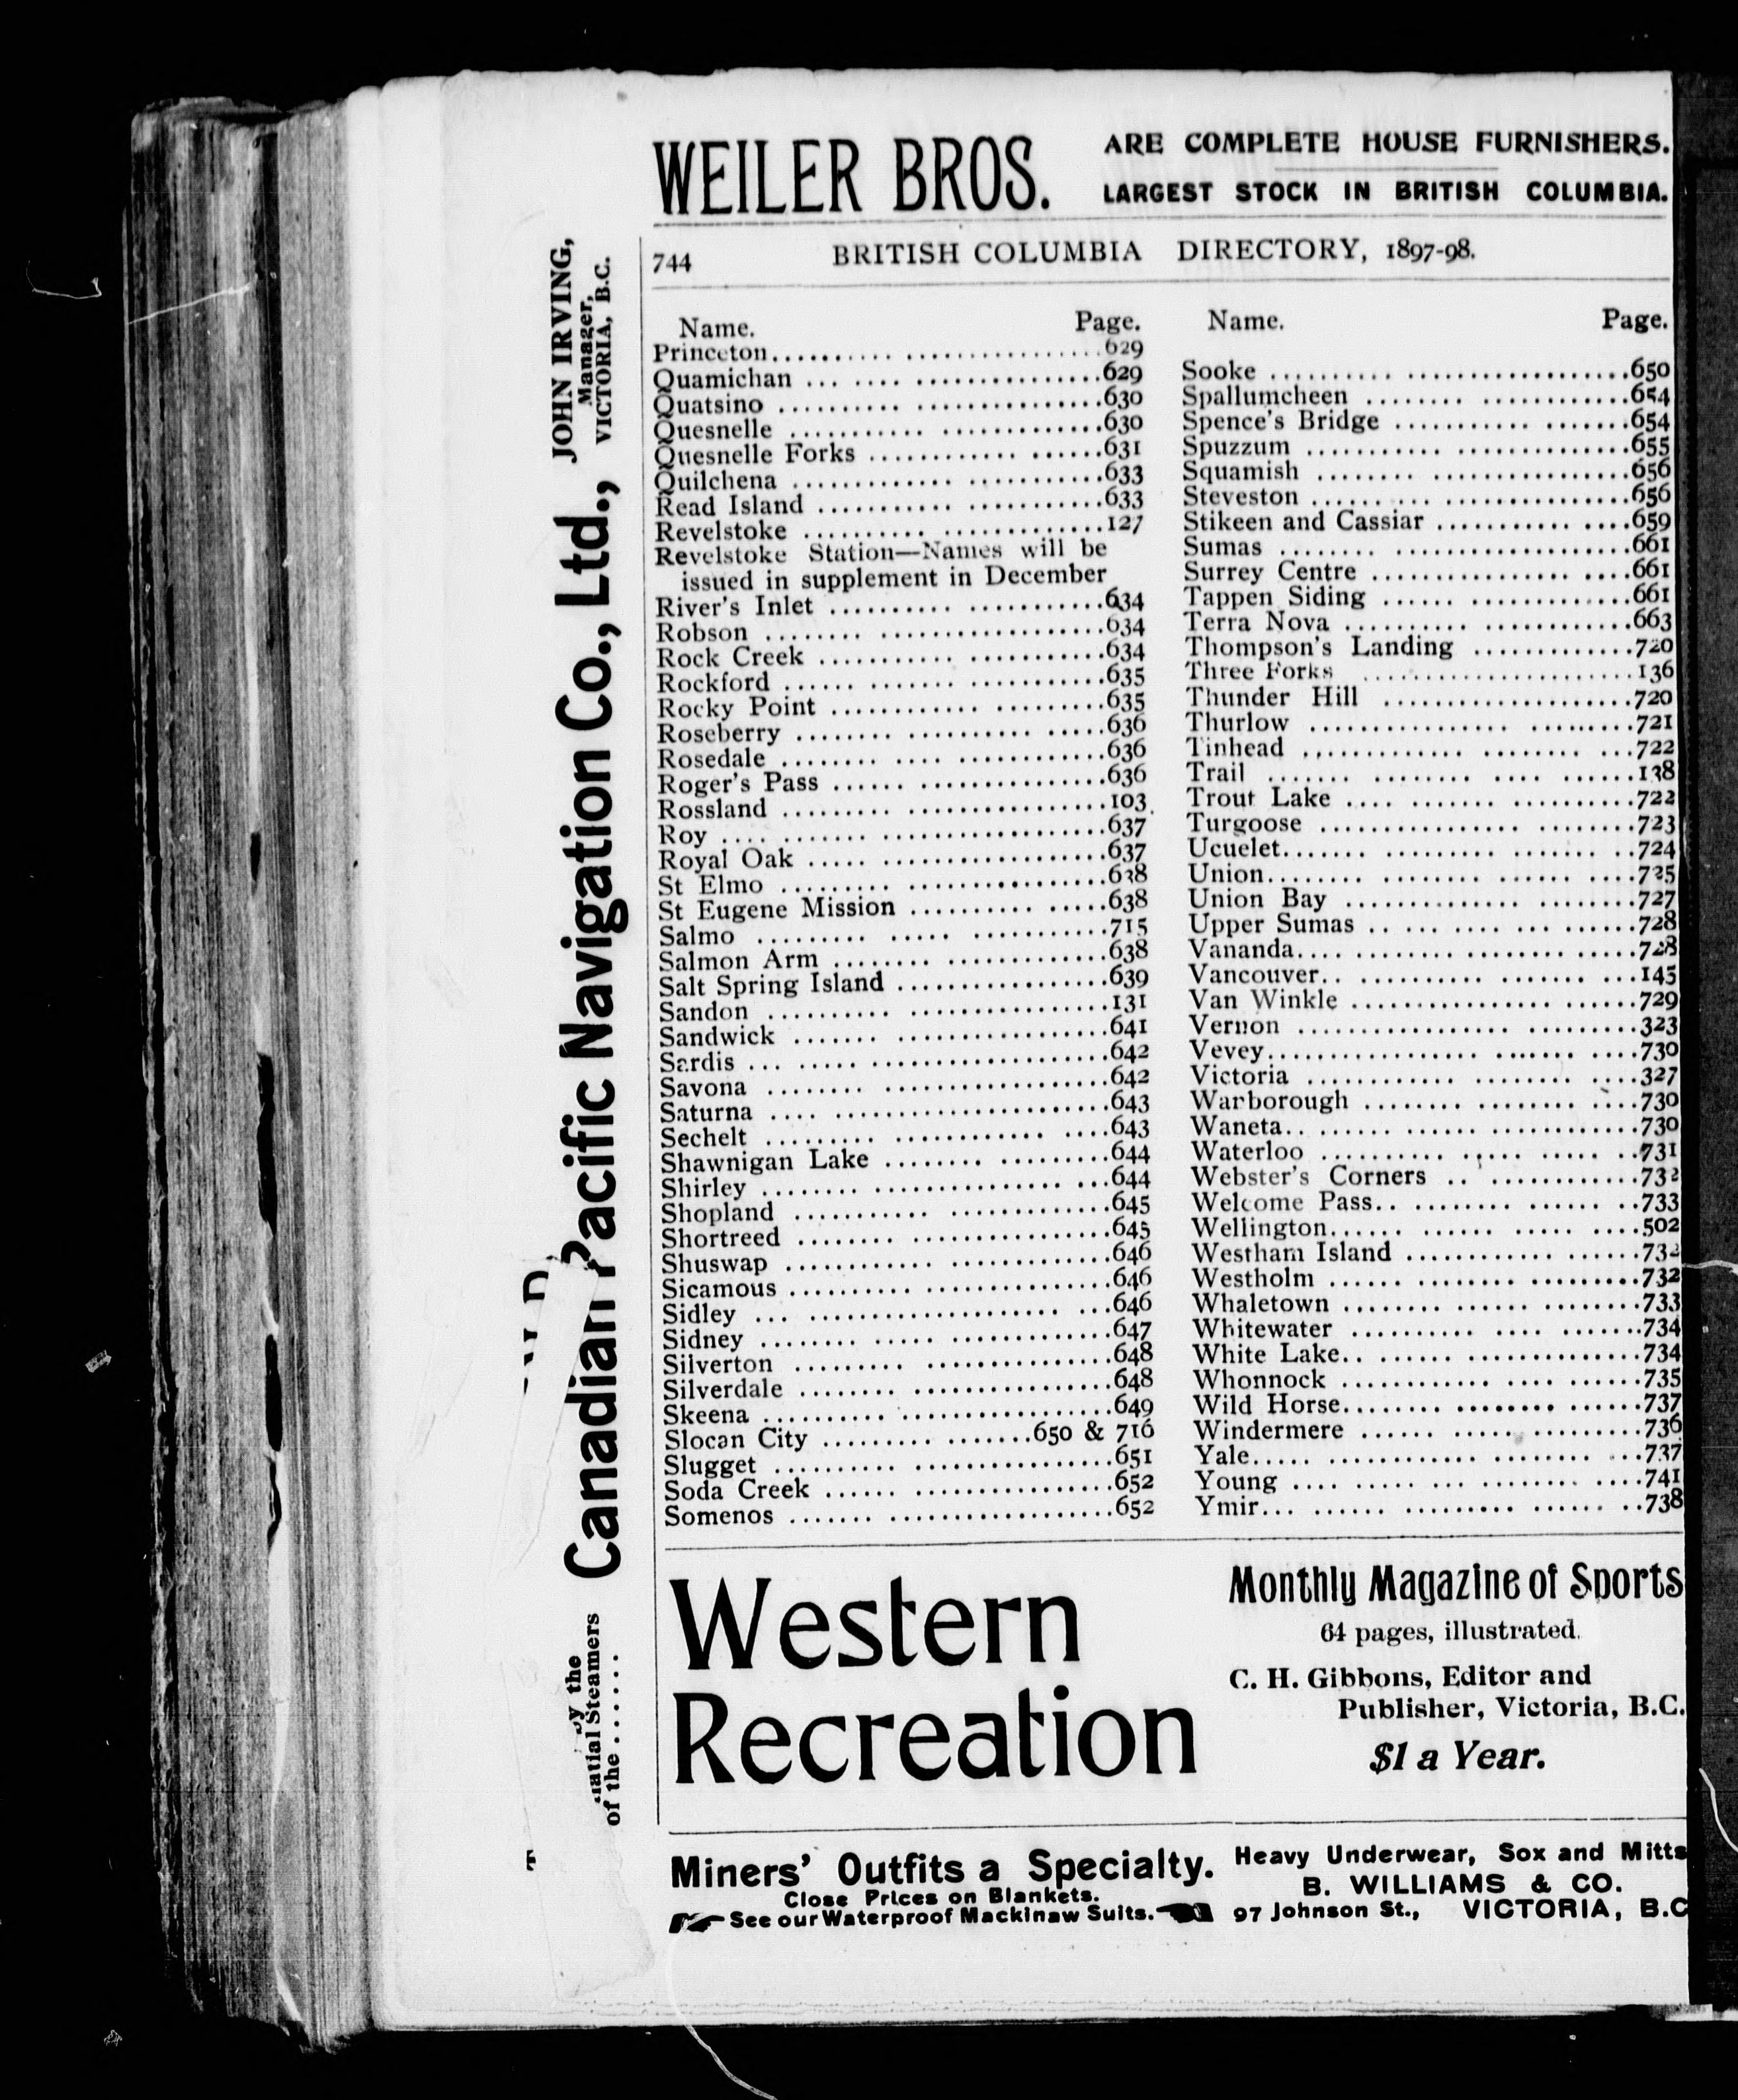 WEILER BROS.
ARE COMPLETE HOUSE FURNISHERS.
LARGEST STOCK IN BRITISH COLUMBIA.
744 BRITISH COLUMBIA DIRECTORY, 1897-98.
Name. Page.
Princeton.............................629
Quamichan .............................629
Quatsino .............................630
Quesnelle .............................630
Quesnelle Forks ..................631
Quilchena .............................633
Read Island .............................633
Revelstoke .............................127
Revelstoke Station—Names will be
issued in supplement in December
River's Inlet .............................634
Robson .............................634
Rock Creek .............................634
Rockford .............................635
Rocky Point .............................635
Roseberry .............................636
Rosedale .............................636
Roger's Pass .............................636
Rossland .............................103
Roy .............................637
Royal Oak .............................637
St Elmo .............................638
St Eugene Mission ...............638
Salmo .............................715
Salmon Arm .............................638
Salt Spring Island ..................639
Sandon .............................131
Sandwick .............................641
Sardis .............................642
Savona .............................642
Saturna .............................643
Sechelt .............................643
Shawnigan Lake ..................644
Shirley .............................644
Shopland .............................645
Shortreed .............................645
Shuswap .............................646
Sicamous .............................646
Sidley .............................646
Sidney .............................647
Silverton .............................648
Silverdale .............................648
Skeena .............................649
Slocan City ................650 & 716
Slugget .............................651
Soda Creek .............................652
Somenos .............................652
Name. Page.
Sooke .............................650
Spallumcheen ......................654
Spence's Bridge ..................654
Spuzzum .............................655
Squamish .............................656
Steveston .............................656
Stikeen and Cassiar ...............659
Sumas .............................661
Surrey Centre ......................661
Tappen Siding ......................661
Terra Nova .............................663
Thompson's Landing .............720
Three Forks ......................136
Thunder Hill ......................720
Thurlow .............................721
Tinhead .............................722
Trail .............................138
Trout Lake .............................722
Turgoose .............................723
Ucuelet.............................724
Union.............................725
Union Bay .............................727
Upper Sumas ......................728
Vananda.............................728
Vancouver.............................145
Van Winkle .............................729
Vernon .............................323
Vevey.............................730
Victoria .............................327
Warborough ......................730
Waneta.............................730
Waterloo .............................731
Webster's Corners ...............732
Welcome Pass......................733
Wellington.............................502
Westham Island ..................732
Westholm .............................732
Whaletown .............................733
Whitewater .............................734
White Lake.............................734
Whonnock .............................735
Wild Horse.............................737
Windermere .............................736
Yale.............................737
Young .............................741
Ymir.............................738
Western
Recreation
Monthly Magazine of Sports
64 pages, illustrated.
C. H. Gibbons, Editor and
Publisher, Victoria, B.C.
$1 a Year.
Miners' Outfits a Specialty.
Close Prices on Blankets.
See our Waterproof Mackinaw Suits.
Heavy Underwear, Sox and Mitts
B. WILLIAMS & CO.
97 Johnson St., VICTORIA, B.C
by the
Steamers
of the ......
Canadian Pacific Navigation Co., Ltd.,
JOHN IRVING,
Manager,
VICTORIA, B.C.